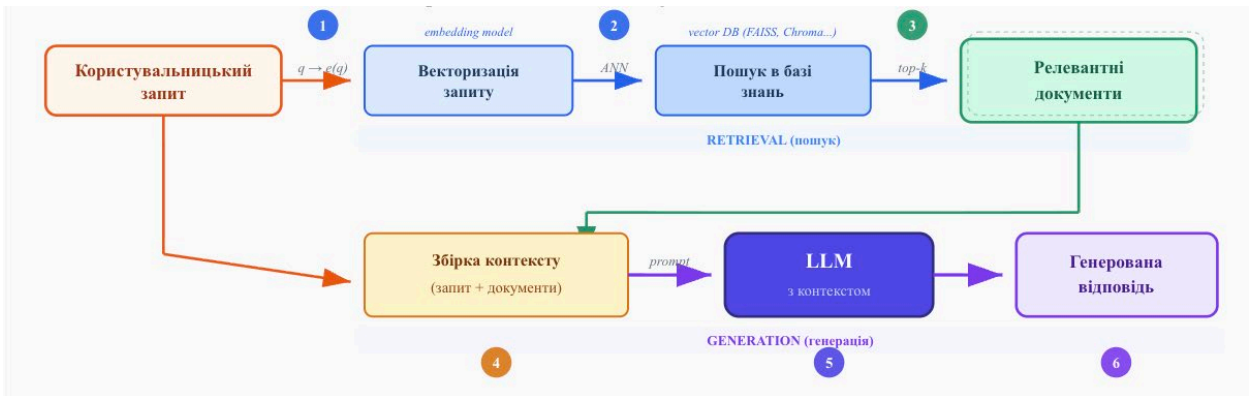 1
2
3
embedding model
vector DB (FAISS, Chroma...)
Користувальницький
запит
q → e(q)
Векторизація
запиту
ANN
Пошук в базі
знань
top-k
Релевантні
документи
RETRIEVAL (пошук)
Збірка контексту
(запит + документи)
prompt
LLM
з контекстом
Генерована
відповідь
GENERATION (генерація)
4
5
6